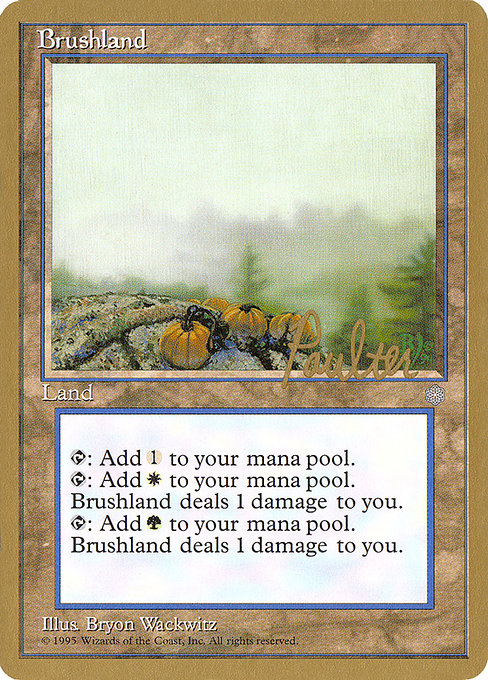 Brushland
Poulter
Land
: Add 1 to your mana pool.
: Add to your mana pool.
Brushland deals 1 damage to you.
: Add to your mana pool.
Brushland deals 1 damage to you.
Illus. Bryon Wackwitz
© 1995 Wizards of the Coast, Inc. All rights reserved.